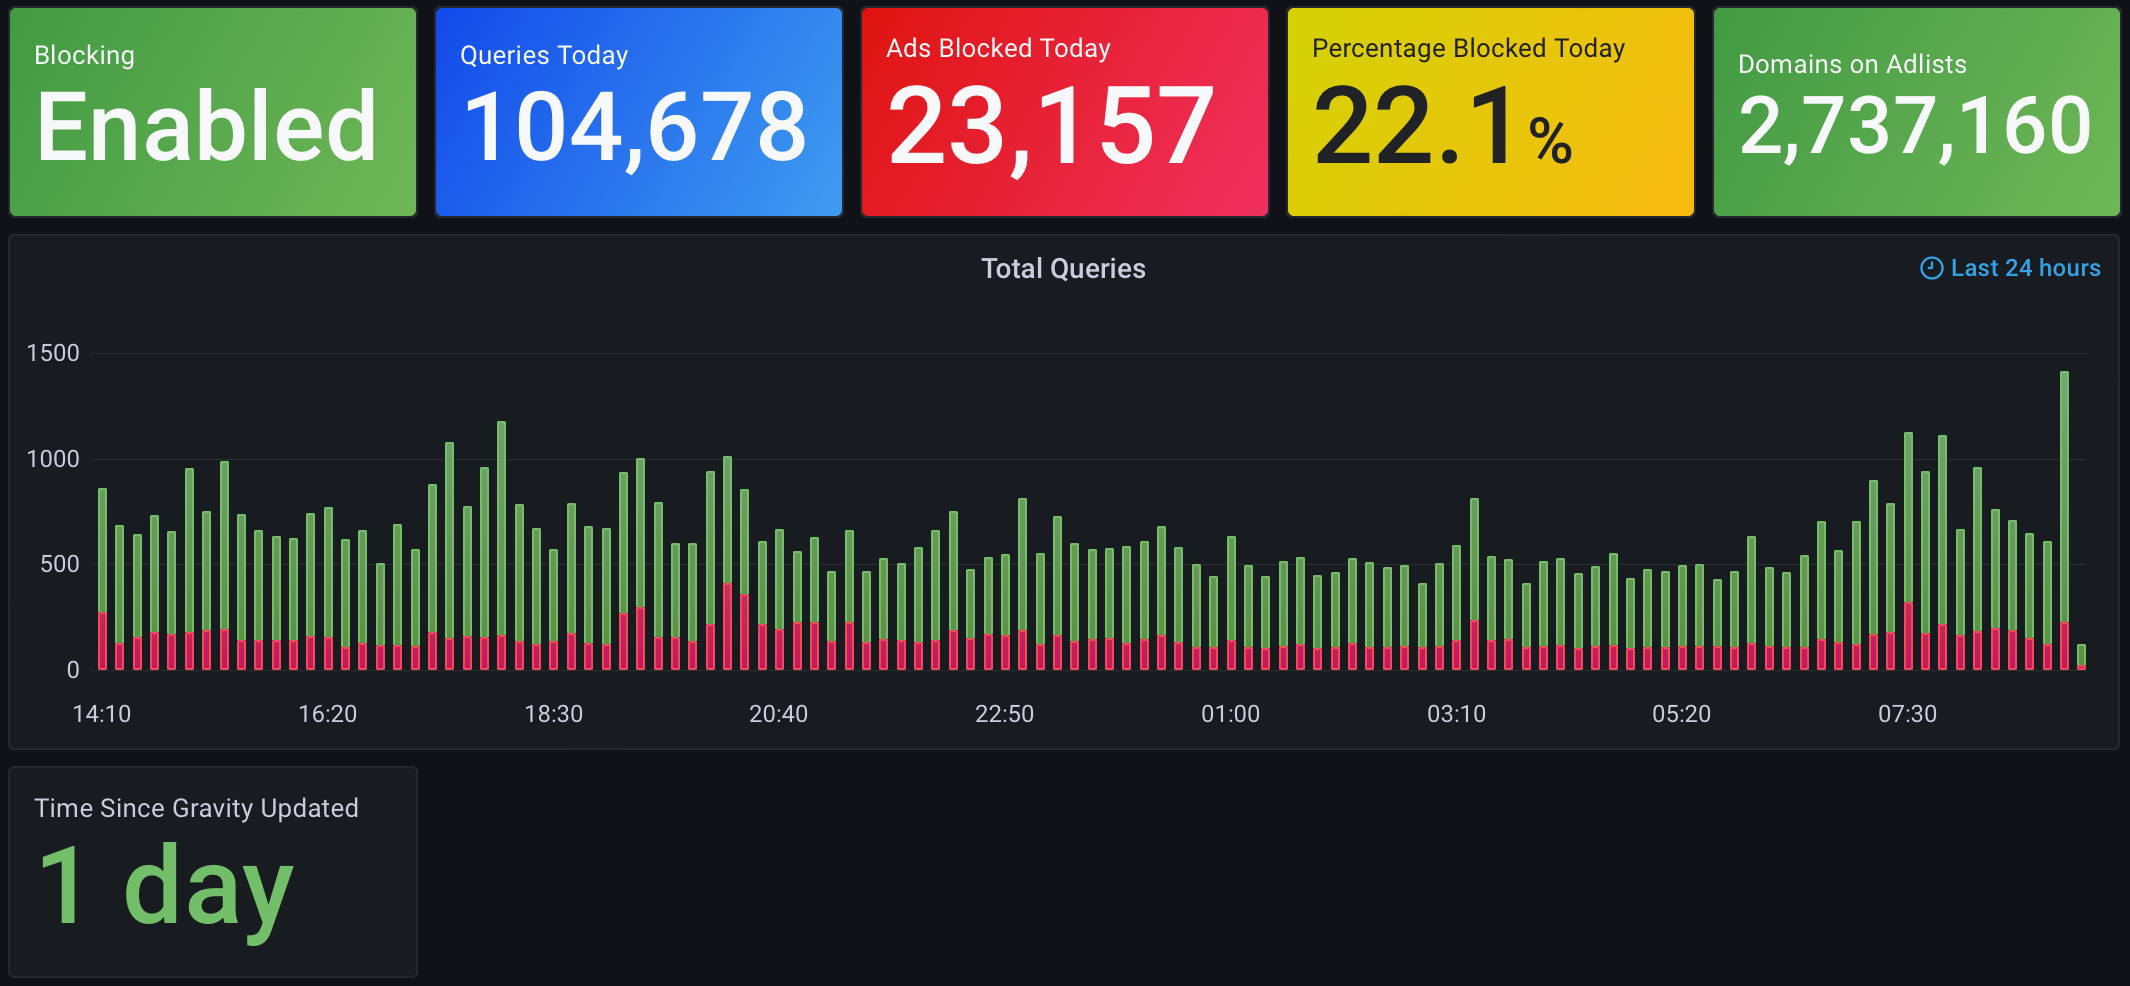 Blocking
Enabled
Queries Today
104,678
Ads Blocked Today
23,157
Percentage Blocked Today
22.1%
Domains on Adlists
2,737,160
Total Queries
Last 24 hours
1500
1000
500
0
14:10 16:20 18:30 20:40 22:50 01:00 03:10 05:20 07:30
Time Since Gravity Updated
1 day